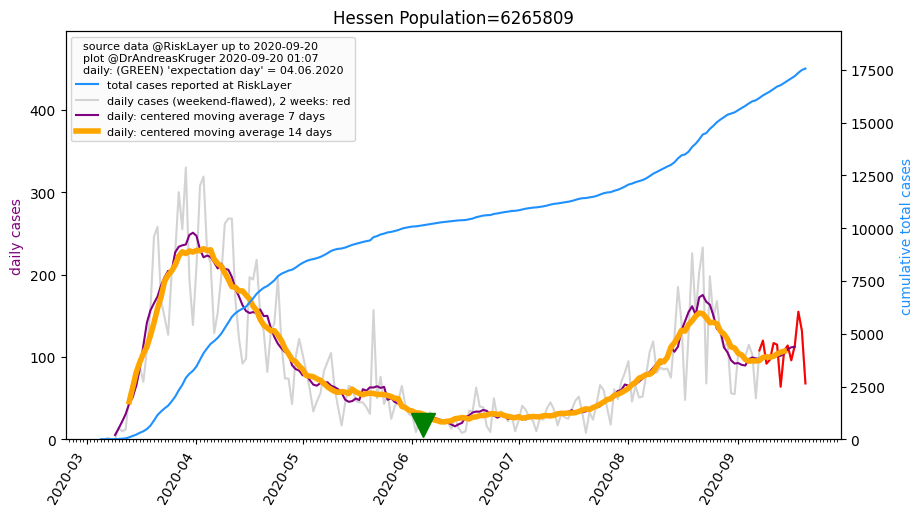 Hessen Population=6265809
source data @RiskLayer up to 2020-09-20
plot @DrAndreasKruger 2020-09-20 01:07
daily: (GREEN) 'expectation day' = 04.06.2020
total cases reported at RiskLayer
daily cases (weekend-flawed), 2 weeks: red
daily: centered moving average 7 days
daily: centered moving average 14 days
daily cases
400
300
200
100
0
cumulative total cases
17500
15000
12500
10000
7500
5000
2500
0
2020-03
2020-04
2020-05
2020-06
2020-07
2020-08
2020-09